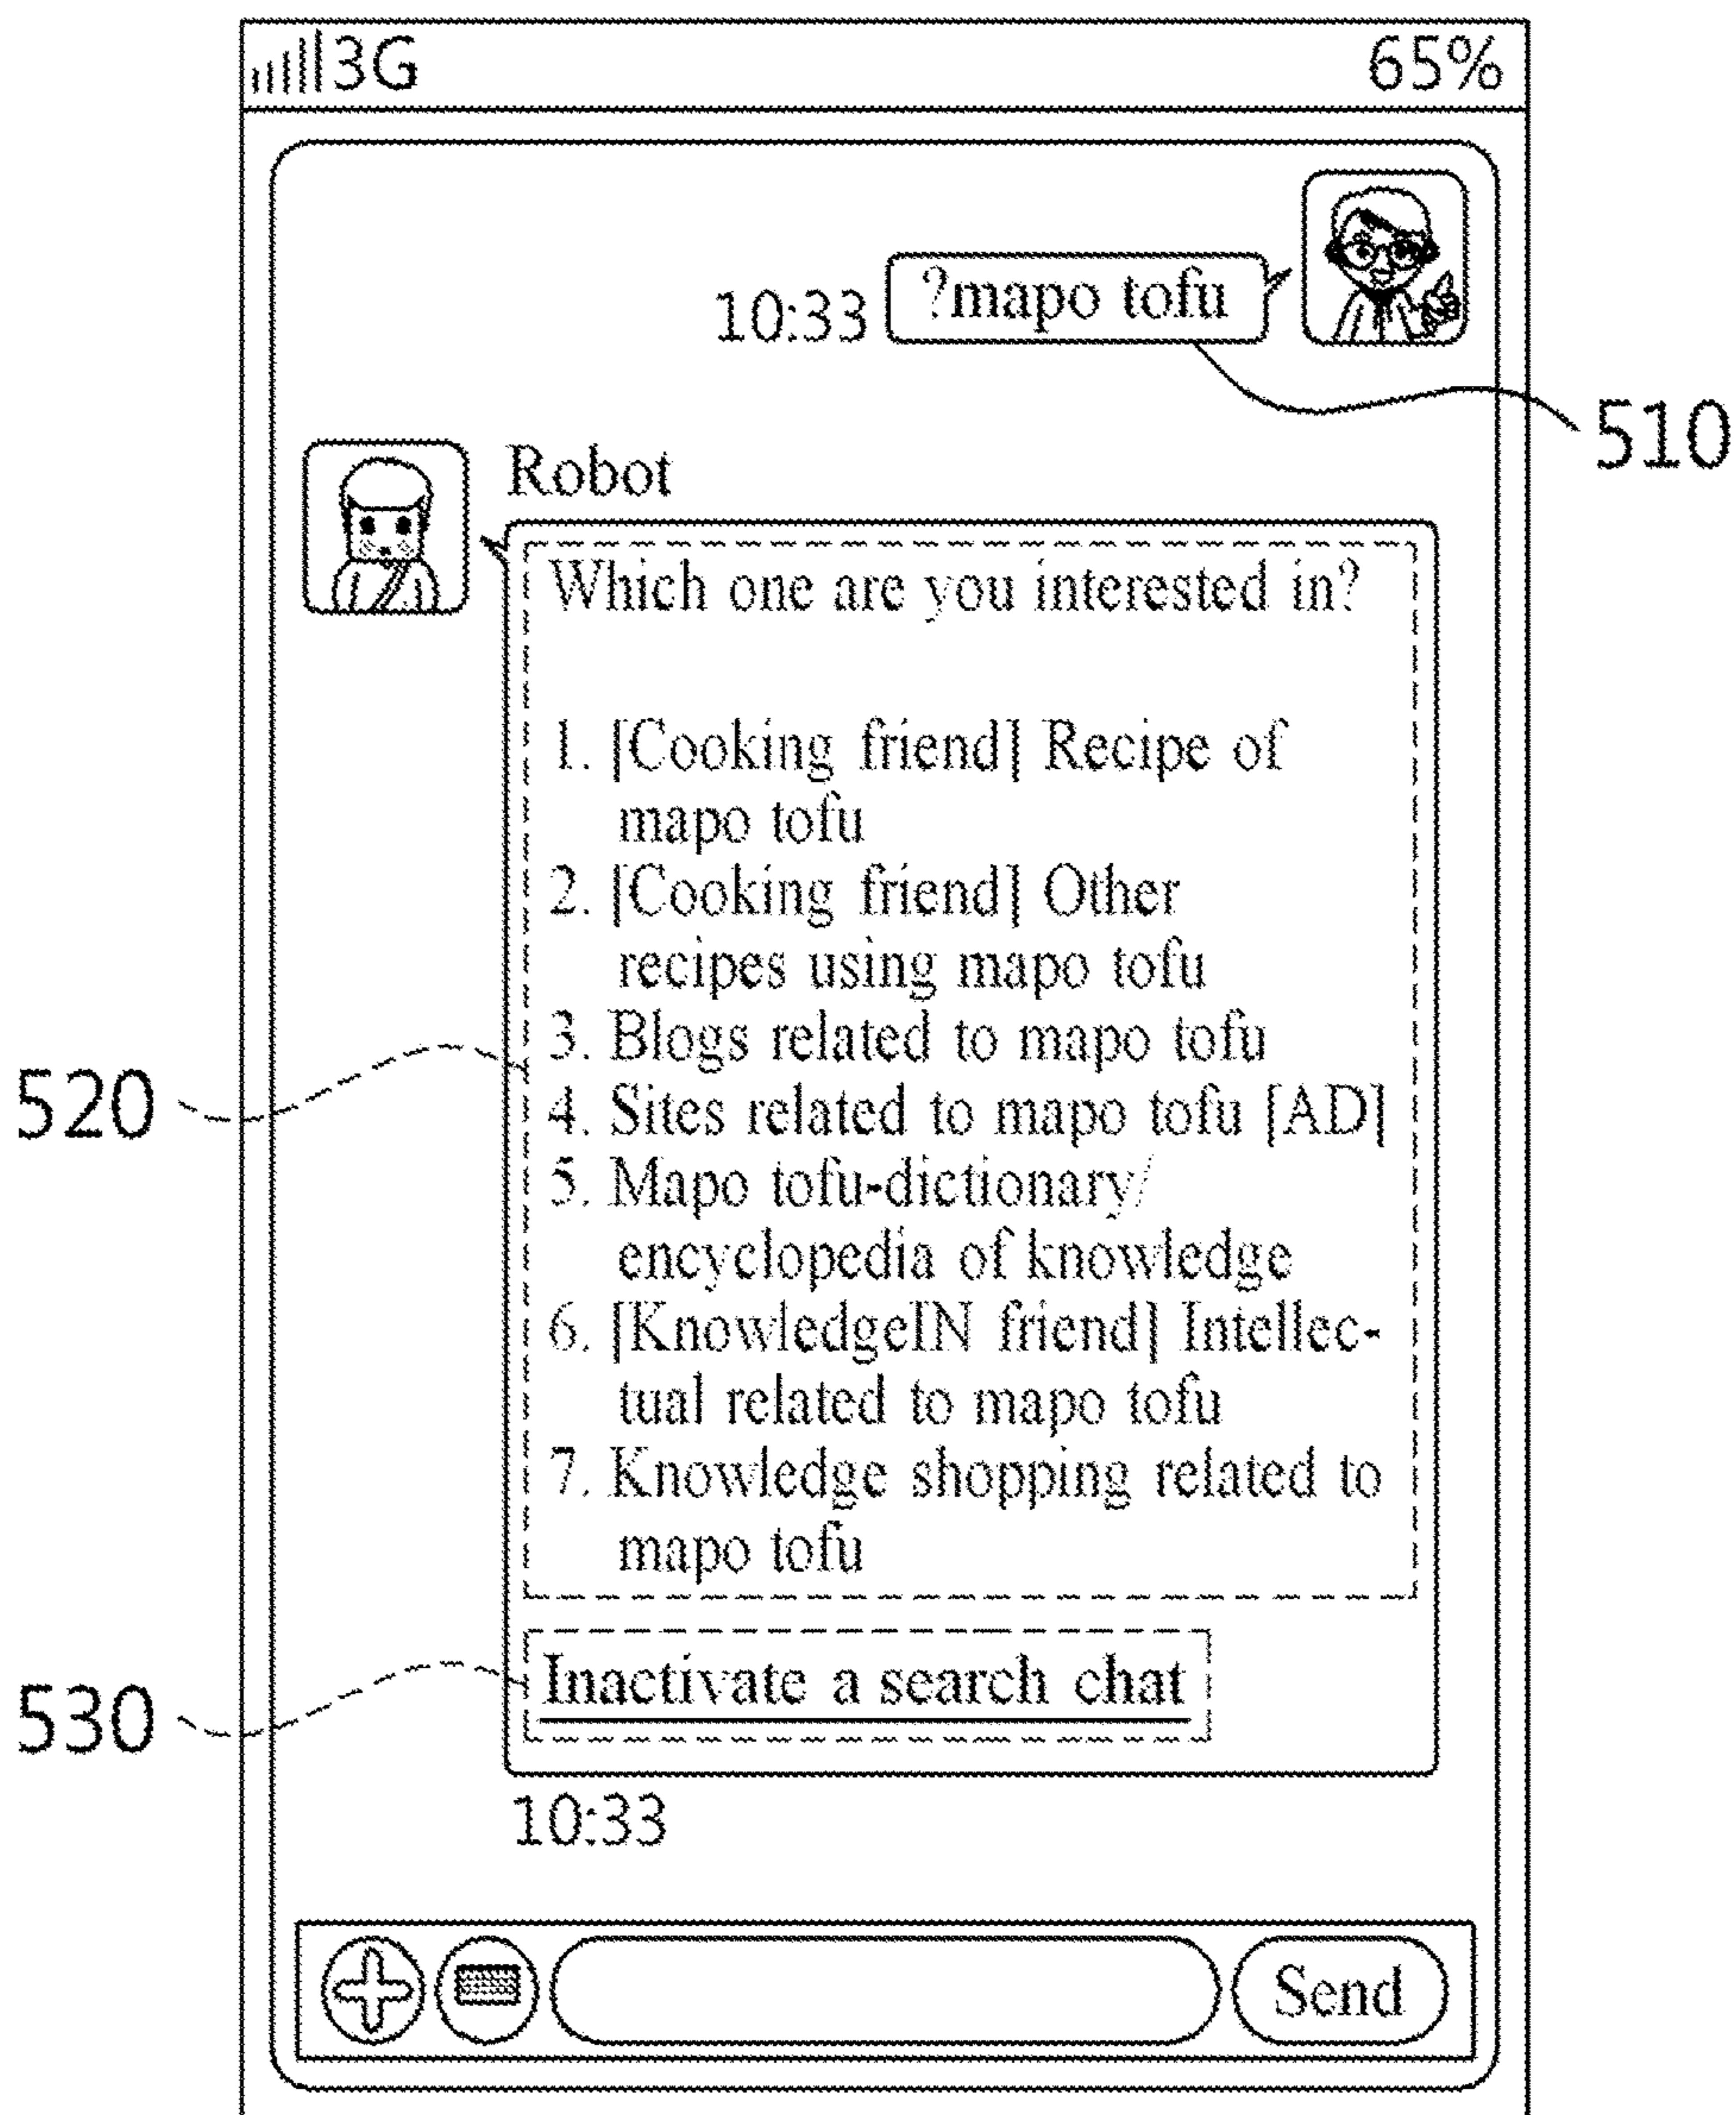 3G 65%
10:33 ?mapo tofu
510
Robot
Which one are you interested in?
1. [Cooking friend] Recipe of
mapo tofu
2. [Cooking friend] Other
recipes using mapo tofu
3. Blogs related to mapo tofu
520
4. Sites related to mapo tofu [AD]
5. Mapo tofu-dictionary/
encyclopedia of knowledge
6. [KnowledgeIN friend] Intellec-
tual related to mapo tofu
7. Knowledge shopping related to
mapo tofu
530
Inactivate a search chat
10:33
Send